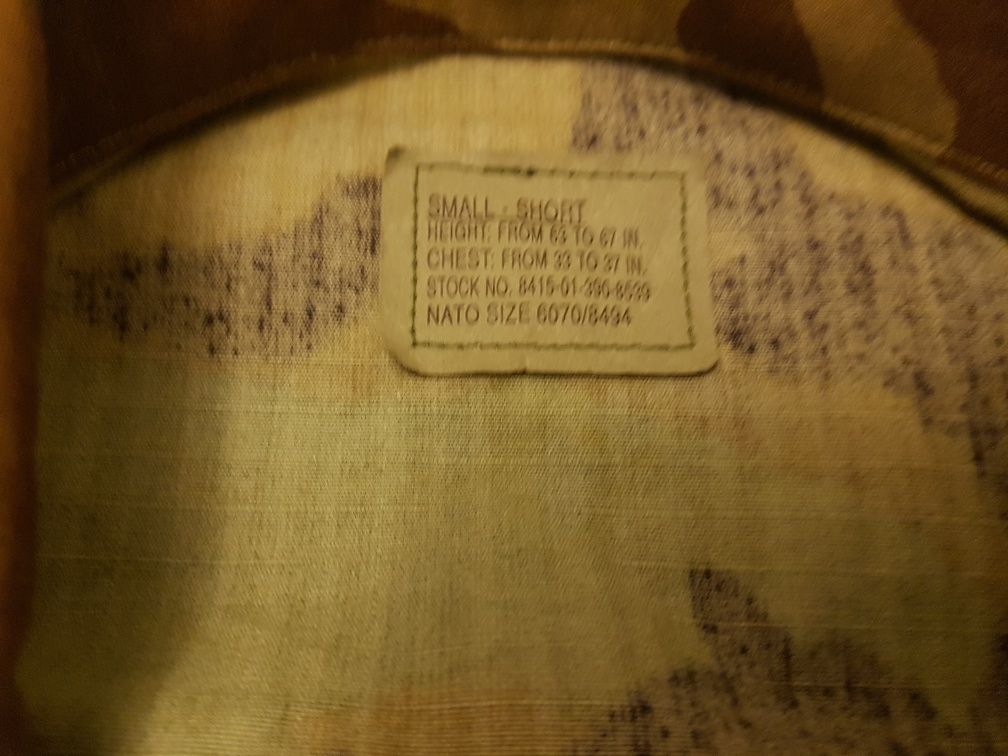 SMALL - SHORT
HEIGHT: FROM 63 TO 67 IN.
CHEST: FROM 33 TO 37 IN.
STOCK NO. 8415-01-390-8539
NATO SIZE 6070/8494